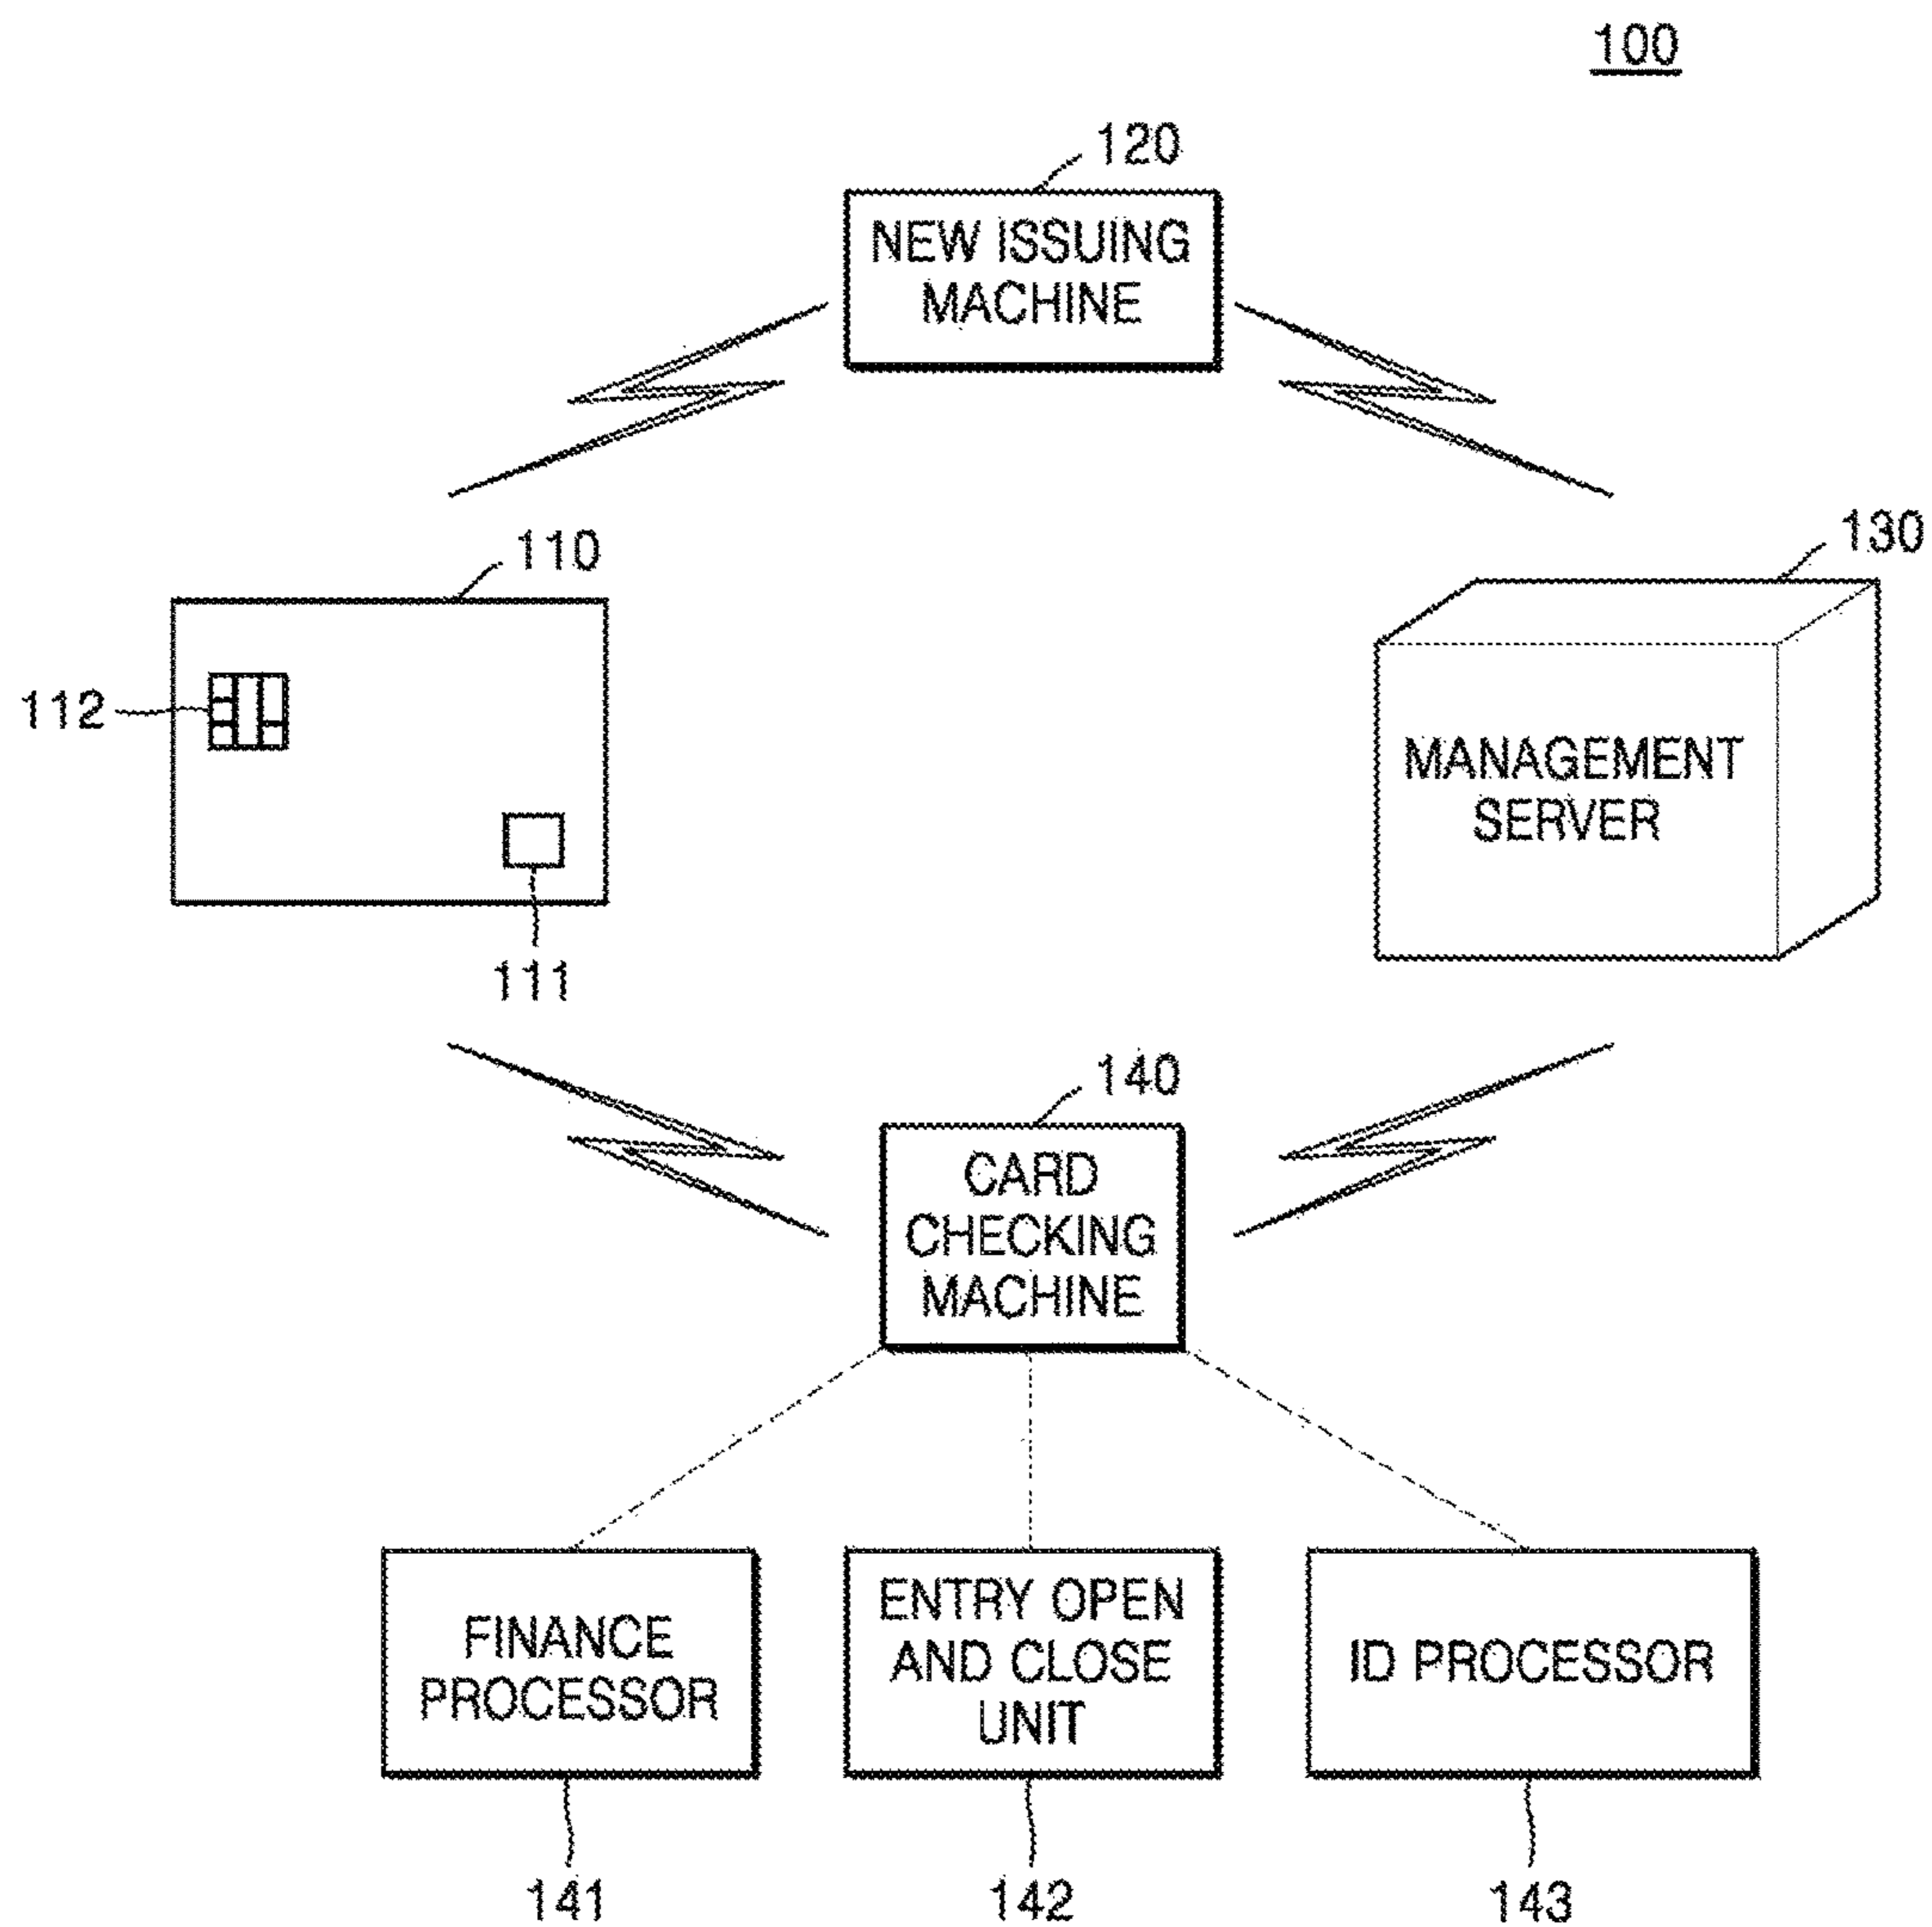 100
120
NEW ISSUING
MACHINE
110
130
112
MANAGEMENT
SERVER
111
140
CARD
CHECKING
MACHINE
FINANCE
PROCESSOR
ENTRY OPEN
AND CLOSE
UNIT
ID PROCESSOR
141
142
143